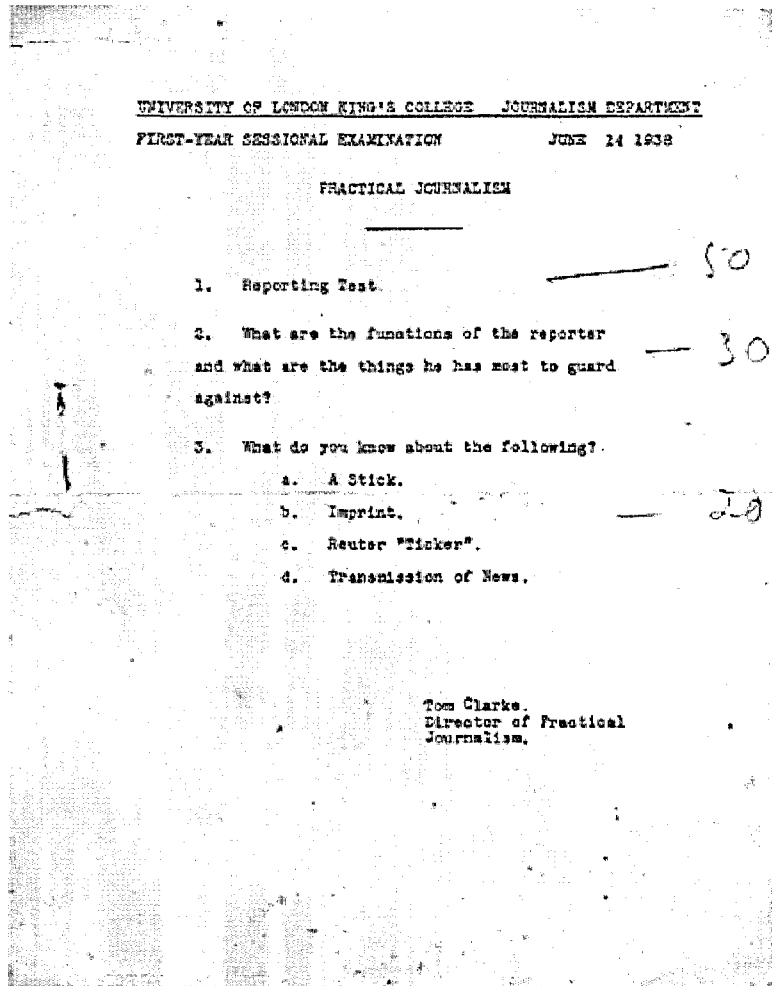 UNIVERSITY OF LONDON KING'S COLLEGE JOURNALISM DEPARTMENT
FIRST-YEAR SESSIONAL EXAMINATION JUNE 14 1938
PRACTICAL JOURNALISM
1. Reporting Test. 50
2. What are the functions of the reporter
and what are the things he has most to guard 30
against?
3. What do you know about the following?
a. A Stick.
b. Imprint. 20
c. Reuter "Ticker".
d. Transmission of News.
Tom Clarke.
Director of Practical
Journalism.